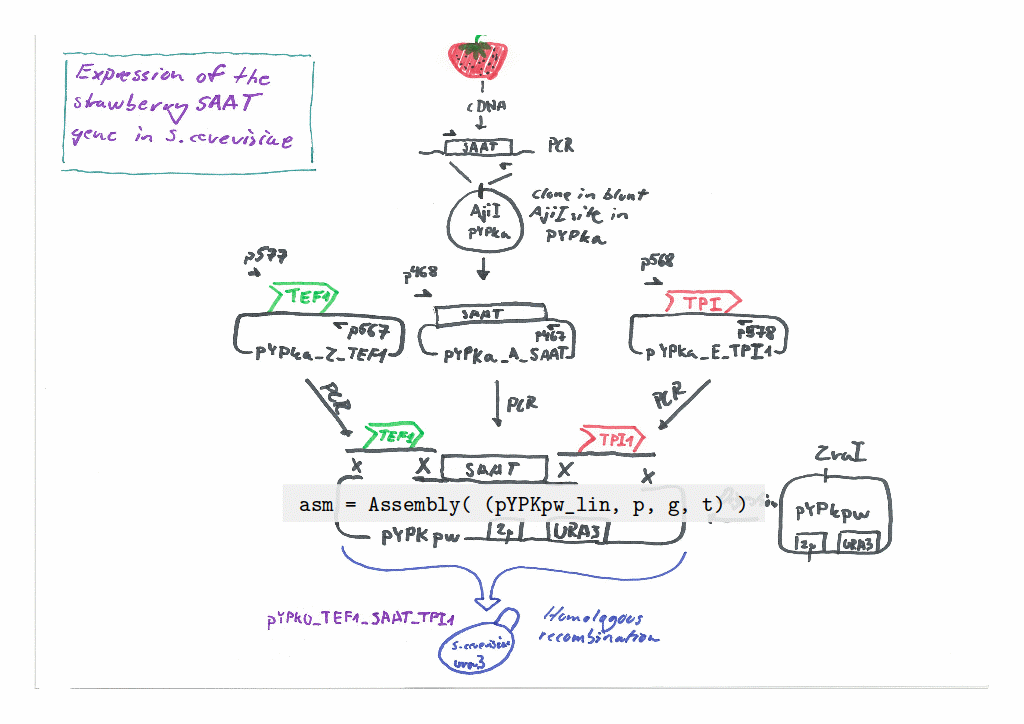 Expression of the
stawberry SAAT
gene in S. cerevisiae
cDNA
SAAT
PCR
AjiI
pYPka
clone in blunt
AjiI site in
pYPka
p577
TEF1
p667
pYPka_Z_TEF1
p468
SAAT
p467
pYPka_A_SAAT
p568
TPI
p578
pYPka_E_TPI1
PCR
PCR
PCR
TEF1
TPI1
X X SAAT X X
asm = Assembly( (pYPKpw_lin, p, g, t) )
pYPKpw
2µ
URA3
ZraI
pYPkpw
2µ
URA3
pYPK0_TEF1_SAAT_TPI1
Homologous
recombination
S. cerevisiae
ura3